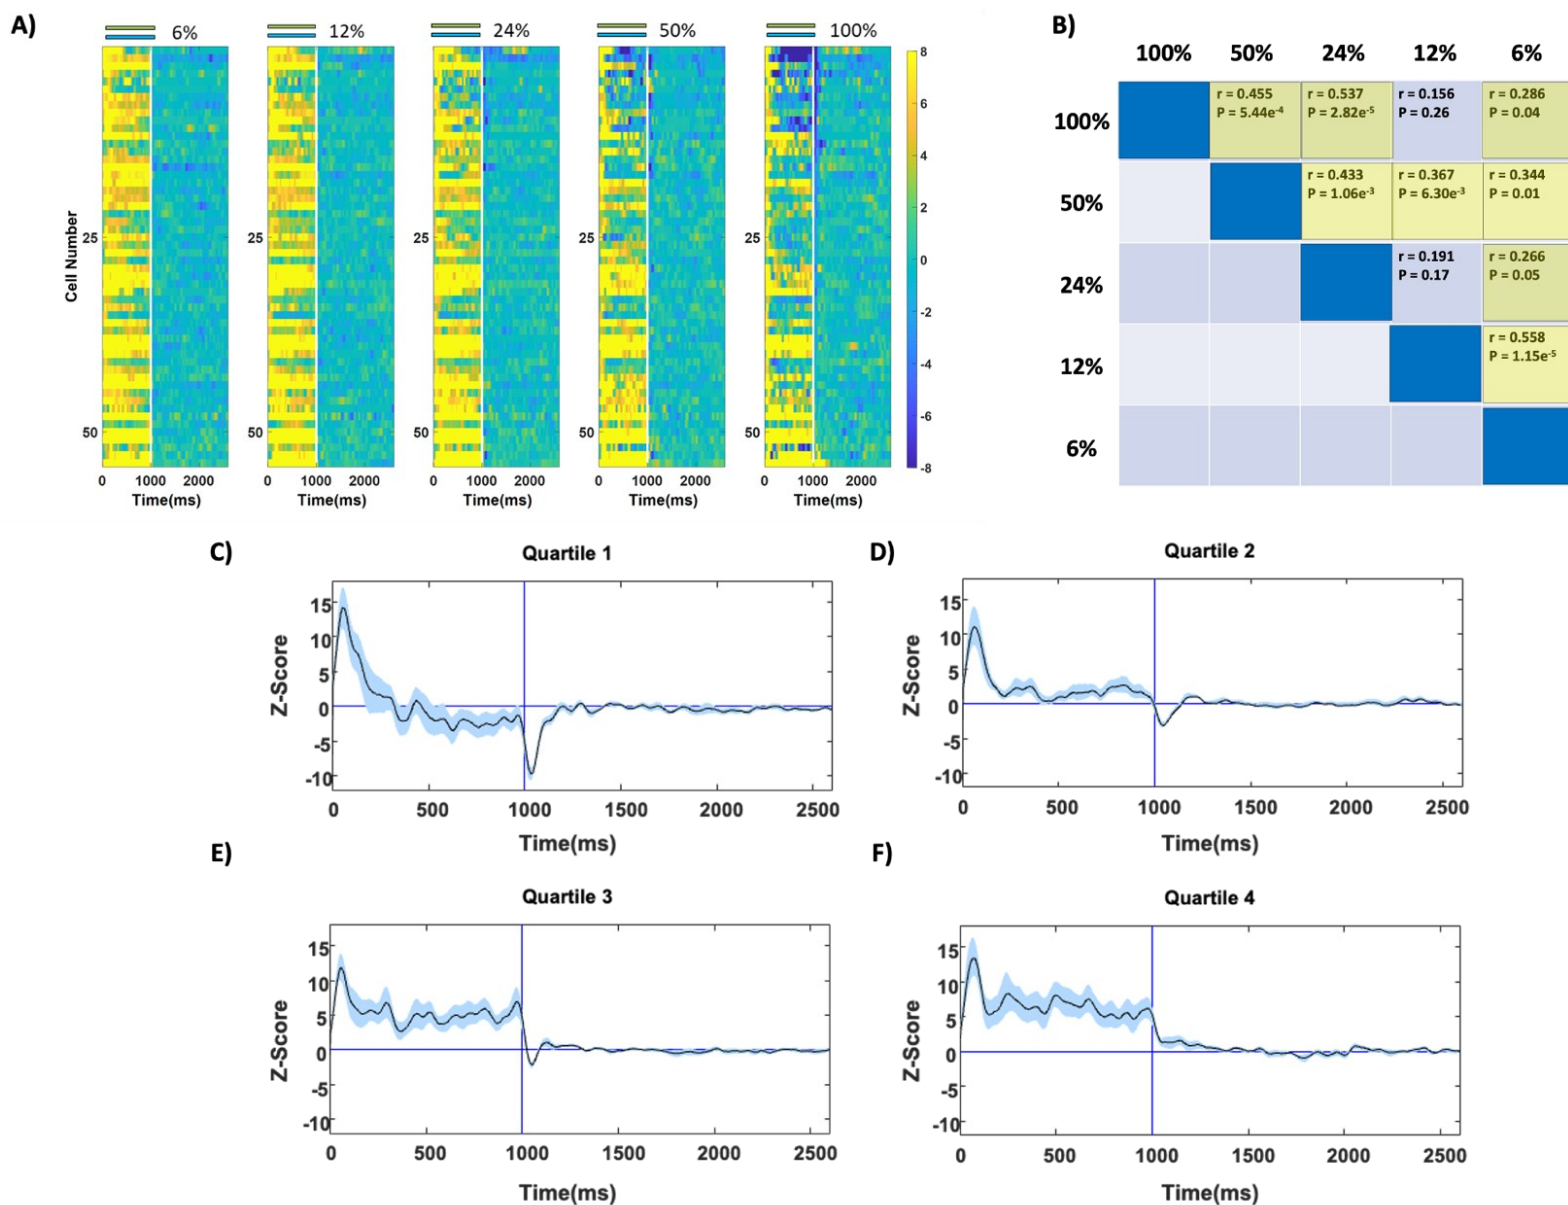 A)
6%
12%
24%
50%
100%
Cell Number
25
50
0
1000
2000
Time(ms)
25
50
0
1000
2000
Time(ms)
25
50
0
1000
2000
Time(ms)
25
50
0
1000
2000
Time(ms)
25
50
0
1000
2000
Time(ms)
8
6
4
2
0
-2
-4
-6
-8
B)
100% 50% 24% 12% 6%
100%
r = 0.455
P = 5.44e-4
r = 0.537
P = 2.82e-5
r = 0.156
P = 0.26
r = 0.286
P = 0.04
50%
r = 0.433
P = 1.06e-3
r = 0.367
P = 6.30e-3
r = 0.344
P = 0.01
24%
r = 0.191
P = 0.17
r = 0.266
P = 0.05
12%
r = 0.558
P = 1.15e-5
6%
C)
Quartile 1
Z-Score
15
10
5
0
-5
-10
0 500 1000 1500 2000 2500
Time(ms)
D)
Quartile 2
Z-Score
15
10
5
0
-5
-10
0 500 1000 1500 2000 2500
Time(ms)
E)
Quartile 3
Z-Score
15
10
5
0
-5
-10
0 500 1000 1500 2000 2500
Time(ms)
F)
Quartile 4
Z-Score
15
10
5
0
-5
-10
0 500 1000 1500 2000 2500
Time(ms)